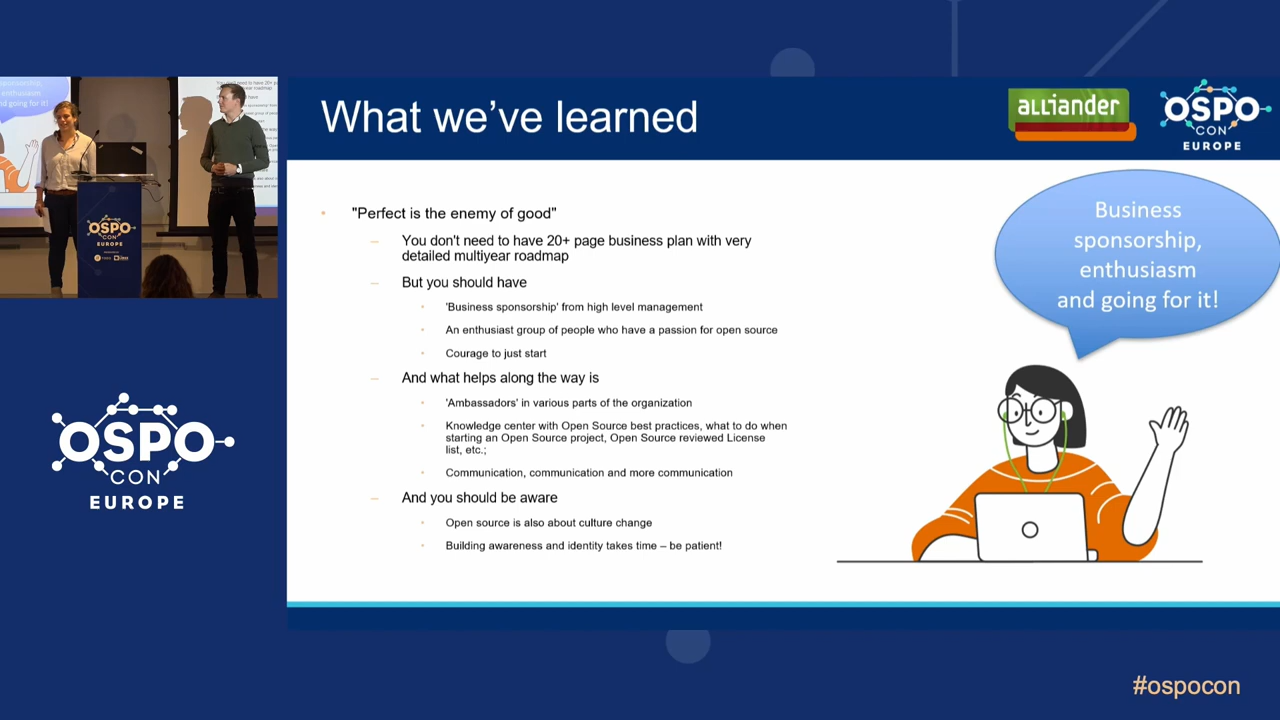 What we've learned
alliander
OSPO
CON
EUROPE
"Perfect is the enemy of good"
You don't need to have 20+ page business plan with very
detailed multiyear roadmap
But you should have
'Business sponsorship' from high level management
An enthusiast group of people who have a passion for open source
Courage to just start
And what helps along the way is
'Ambassadors' in various parts of the organization
Knowledge center with Open Source best practices, what to do when
starting an Open Source project, Open Source reviewed License
list, etc.;
Communication, communication and more communication
And you should be aware
Open source is also about culture change
Building awareness and identity takes time – be patient!
Business
sponsorship,
enthusiasm
and going for it!
OSPO
CON
EUROPE
OSPO
CON
EUROPE
#ospocon